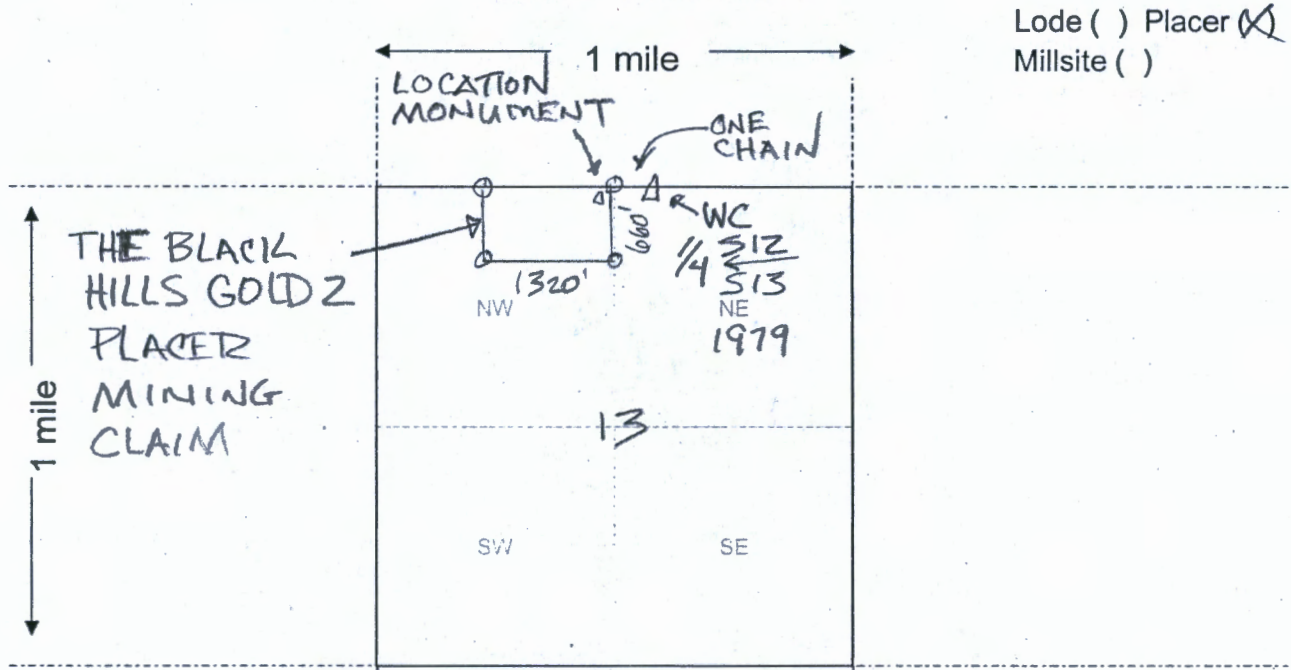 Lode ( ) Placer (X)
Millsite ( )
1 mile
LOCATION
MONUMENT
ONE
CHAIN
WC
1/4 S12
S13
1979
660'
1320'
THE BLACK
HILLS GOLD 2
PLACER
MINING
CLAIM
1 mile
NW
NE
13
SW
SE